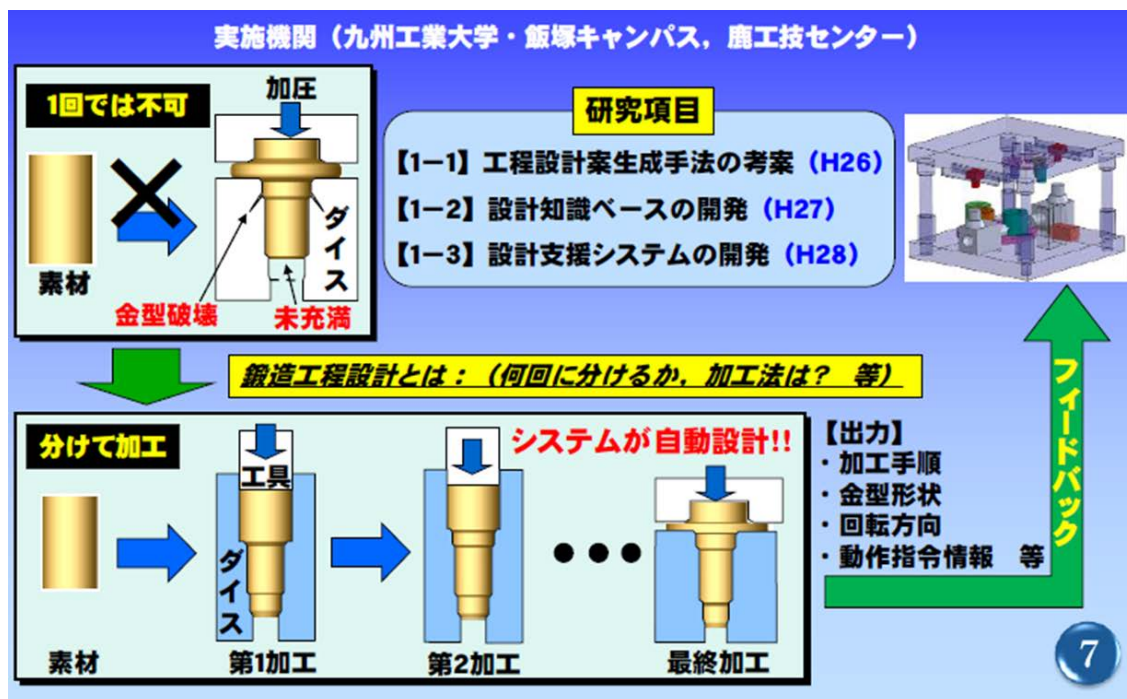 実施機関（九州工業大学・飯塚キャンパス，鹿工技センター）
1回では不可
加圧
素材
ダイス
金型破壊
未充満
研究項目
【1－1】工程設計案生成手法の考案（H26）
【1－2】設計知識ベースの開発（H27）
【1－3】設計支援システムの開発（H28）
鍛造工程設計とは：（何回に分けるか，加工法は？　等）
分けて加工
システムが自動設計!!
工具
ダイス
素材
第1加工
第2加工
●●●
最終加工
【出力】
・加工手順
・金型形状
・回転方向
・動作指令情報　等
フィードバック
7